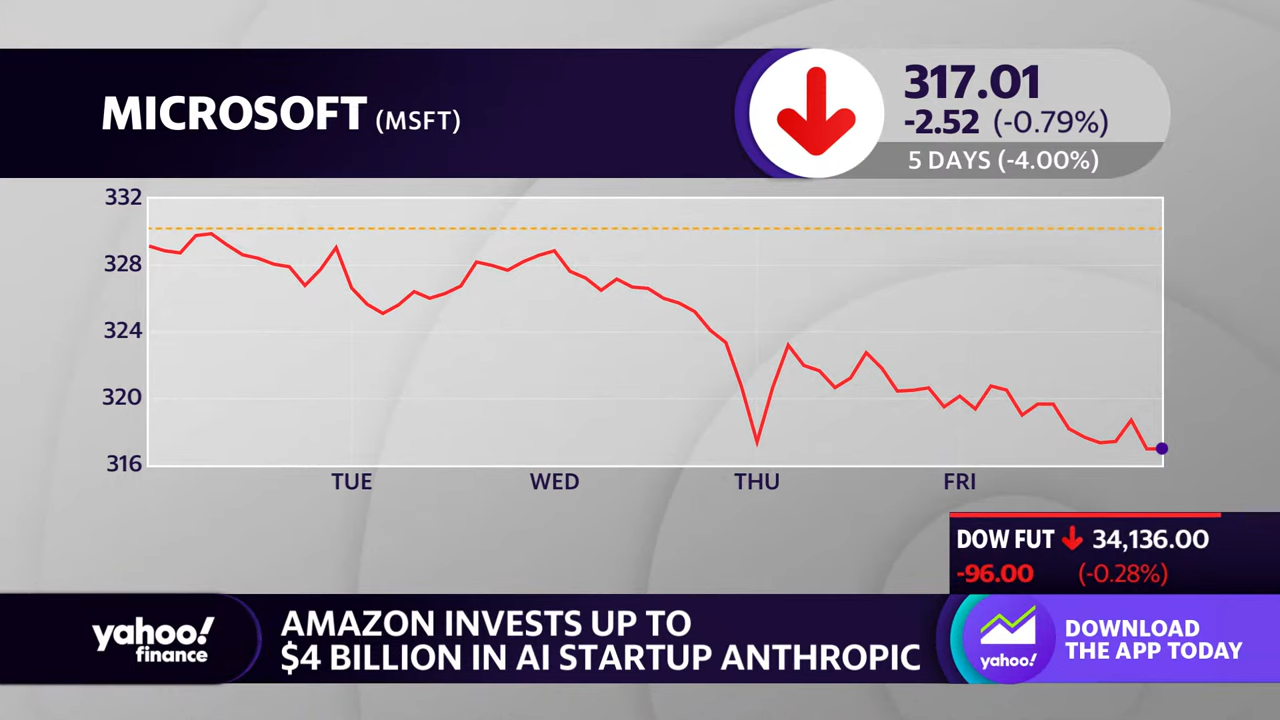 MICROSOFT (MSFT)
317.01
-2.52 (-0.79%)
5 DAYS (-4.00%)
332
328
324
320
316
TUE WED THU FRI
DOW FUT 34,136.00
-96.00 (-0.28%)
yahoo!
finance
AMAZON INVESTS UP TO
$4 BILLION IN AI STARTUP ANTHROPIC
yahoo!
DOWNLOAD
THE APP TODAY